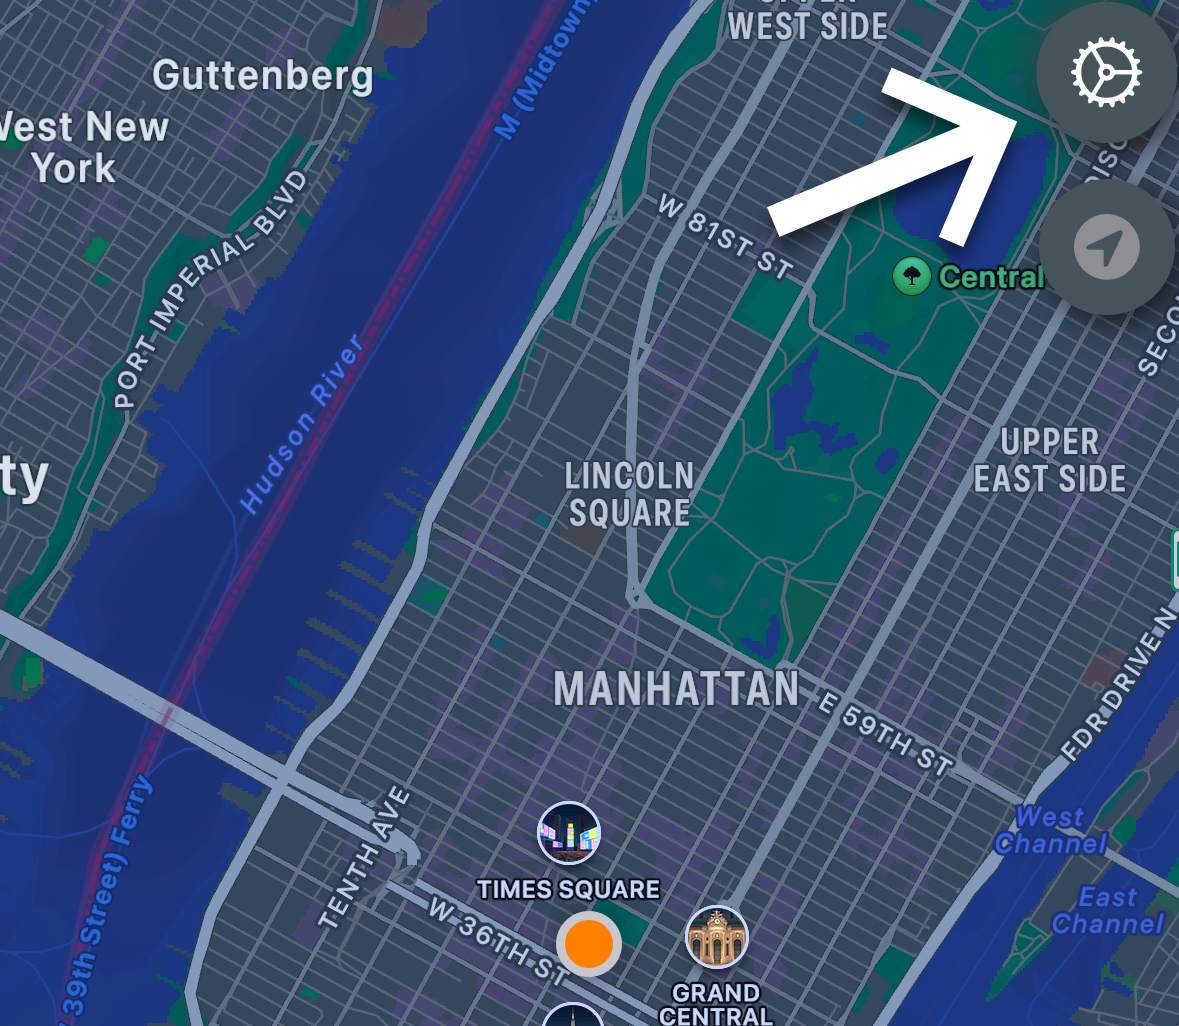 WEST SIDE
Guttenberg
West New
York
M (Midtown
PORT IMPERIAL BLVD
W 81ST ST
Central
Hudson River
UPPER
EAST SIDE
LINCOLN
SQUARE
ty
MANHATTAN
E 59TH ST
FDR DRIVE N
TENTH AVE
West
Channel
East
Channel
TIMES SQUARE
W 36TH ST
39th Street) Ferry
GRAND
CENTRAL